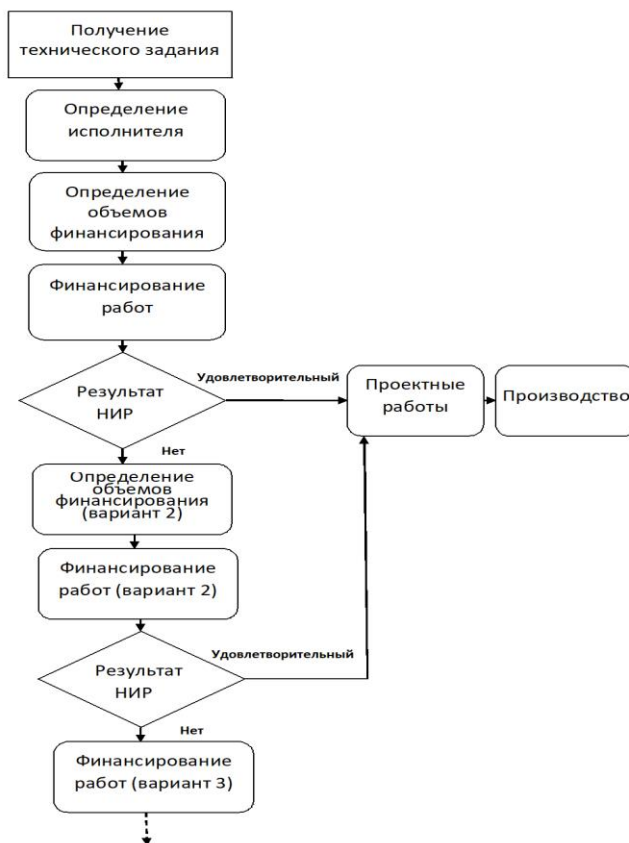 Получение
технического задания
Определение
исполнителя
Определение
объемов
финансирования
Финансирование
работ
Результат
НИР
Удовлетворительный
Проектные
работы
Производство
Нет
Определение
объемов
финансирования
(вариант 2)
Финансирование
работ (вариант 2)
Результат
НИР
Удовлетворительный
Нет
Финансирование
работ (вариант 3)